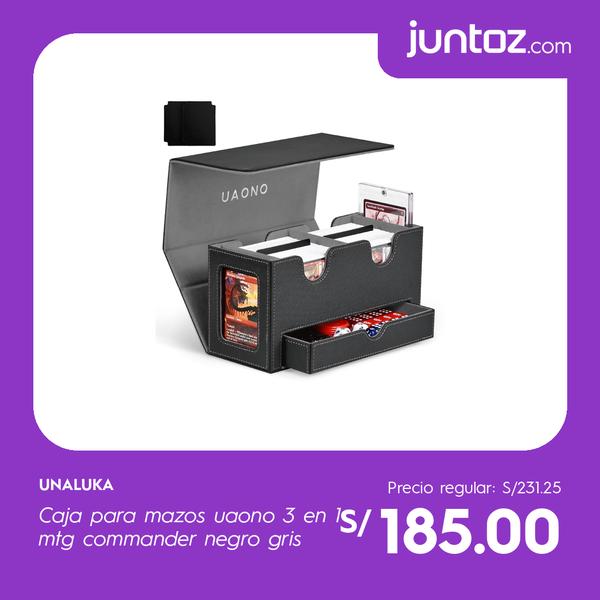 juntoz.com
UAONO
UNALUKA
Precio regular: S/231.25
Caja para mazos uaono 3 en 1
mtg commander negro gris
S/185.00